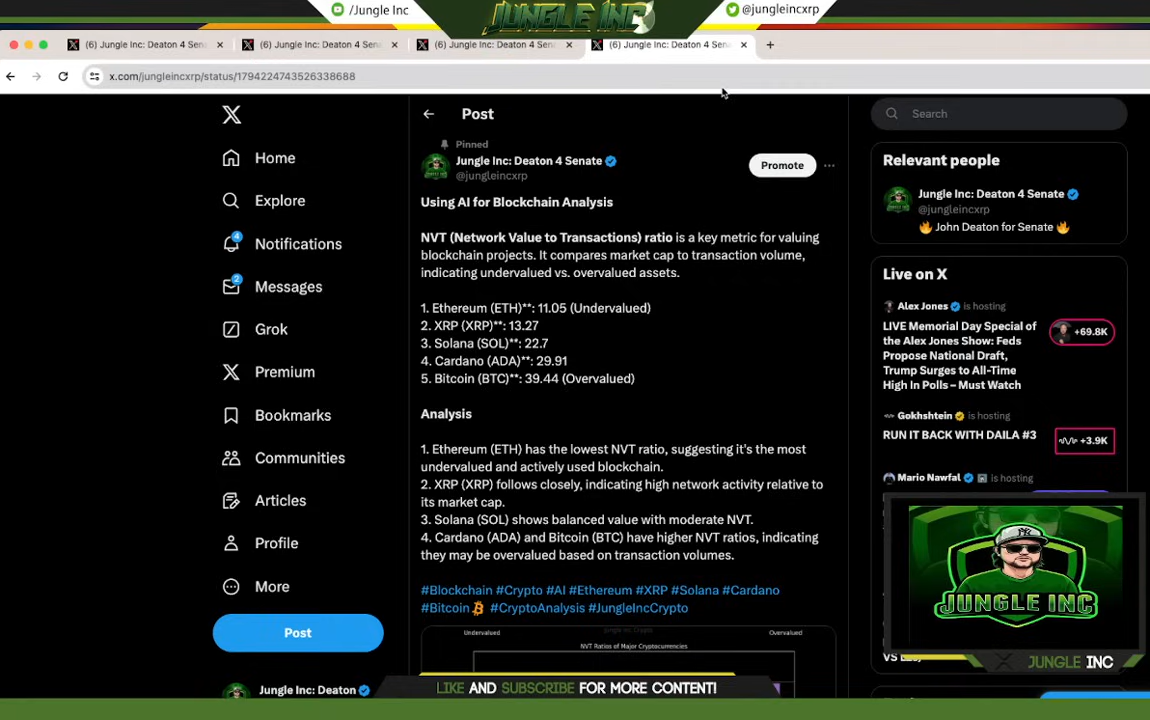 /Jungle Inc
JUNGLE INC
@jungleincxrp
(6) Jungle Inc: Deaton 4 Sen
(6) Jungle Inc: Deaton 4 Sena
(6) Jungle Inc: Deaton 4 Sena
(6) Jungle Inc: Deaton 4 Sen
x.com/jungleincxrp/status/1794224743526338688
Home
Explore
4
Notifications
2
Messages
Grok
Premium
Bookmarks
Communities
Articles
Profile
More
Post
Jungle Inc: Deaton
Post
Pinned
Jungle Inc: Deaton 4 Senate
@jungleincxrp
Promote
Using AI for Blockchain Analysis
NVT (Network Value to Transactions) ratio is a key metric for valuing
blockchain projects. It compares market cap to transaction volume,
indicating undervalued vs. overvalued assets.
1. Ethereum (ETH)**: 11.05 (Undervalued)
2. XRP (XRP)**: 13.27
3. Solana (SOL)**: 22.7
4. Cardano (ADA)**: 29.91
5. Bitcoin (BTC)**: 39.44 (Overvalued)
Analysis
1. Ethereum (ETH) has the lowest NVT ratio, suggesting it's the most
undervalued and actively used blockchain.
2. XRP (XRP) follows closely, indicating high network activity relative to
its market cap.
3. Solana (SOL) shows balanced value with moderate NVT.
4. Cardano (ADA) and Bitcoin (BTC) have higher NVT ratios, indicating
they may be overvalued based on transaction volumes.
#Blockchain #Crypto #AI #Ethereum #XRP #Solana #Cardano
#Bitcoin #CryptoAnalysis #JungleIncCrypto
Jungle Inc Crypto
Undervalued
Overvalued
NVT Ratios of Major Cryptocurrencies
LIKE AND SUBSCRIBE FOR MORE CONTENT!
Search
Relevant people
Jungle Inc: Deaton 4 Senate
@jungleincxrp
🔥 John Deaton for Senate 🔥
Live on X
Alex Jones is hosting
LIVE Memorial Day Special of
the Alex Jones Show: Feds
Propose National Draft,
Trump Surges to All-Time
High In Polls – Must Watch
+69.8K
Gokhshtein is hosting
RUN IT BACK WITH DAILA #3
+3.9K
Mario Nawfal is hosting
JUNGLE INC
JUNGLE INC